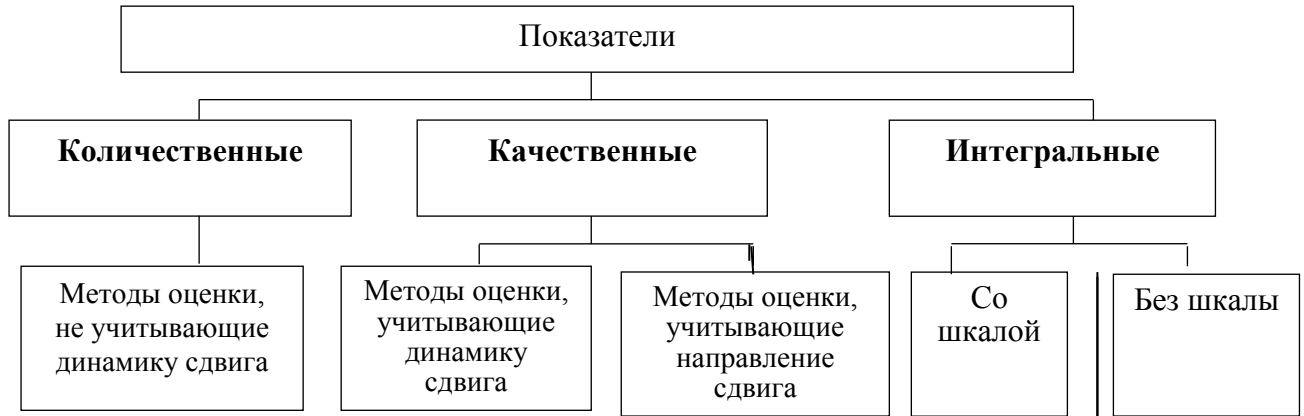 Показатели
Количественные
Качественные
Интегральные
Методы оценки,
не учитывающие
динамику сдвига
Методы оценки,
учитывающие
динамику
сдвига
Методы оценки,
учитывающие
направление
сдвига
Со
шкалой
Без шкалы